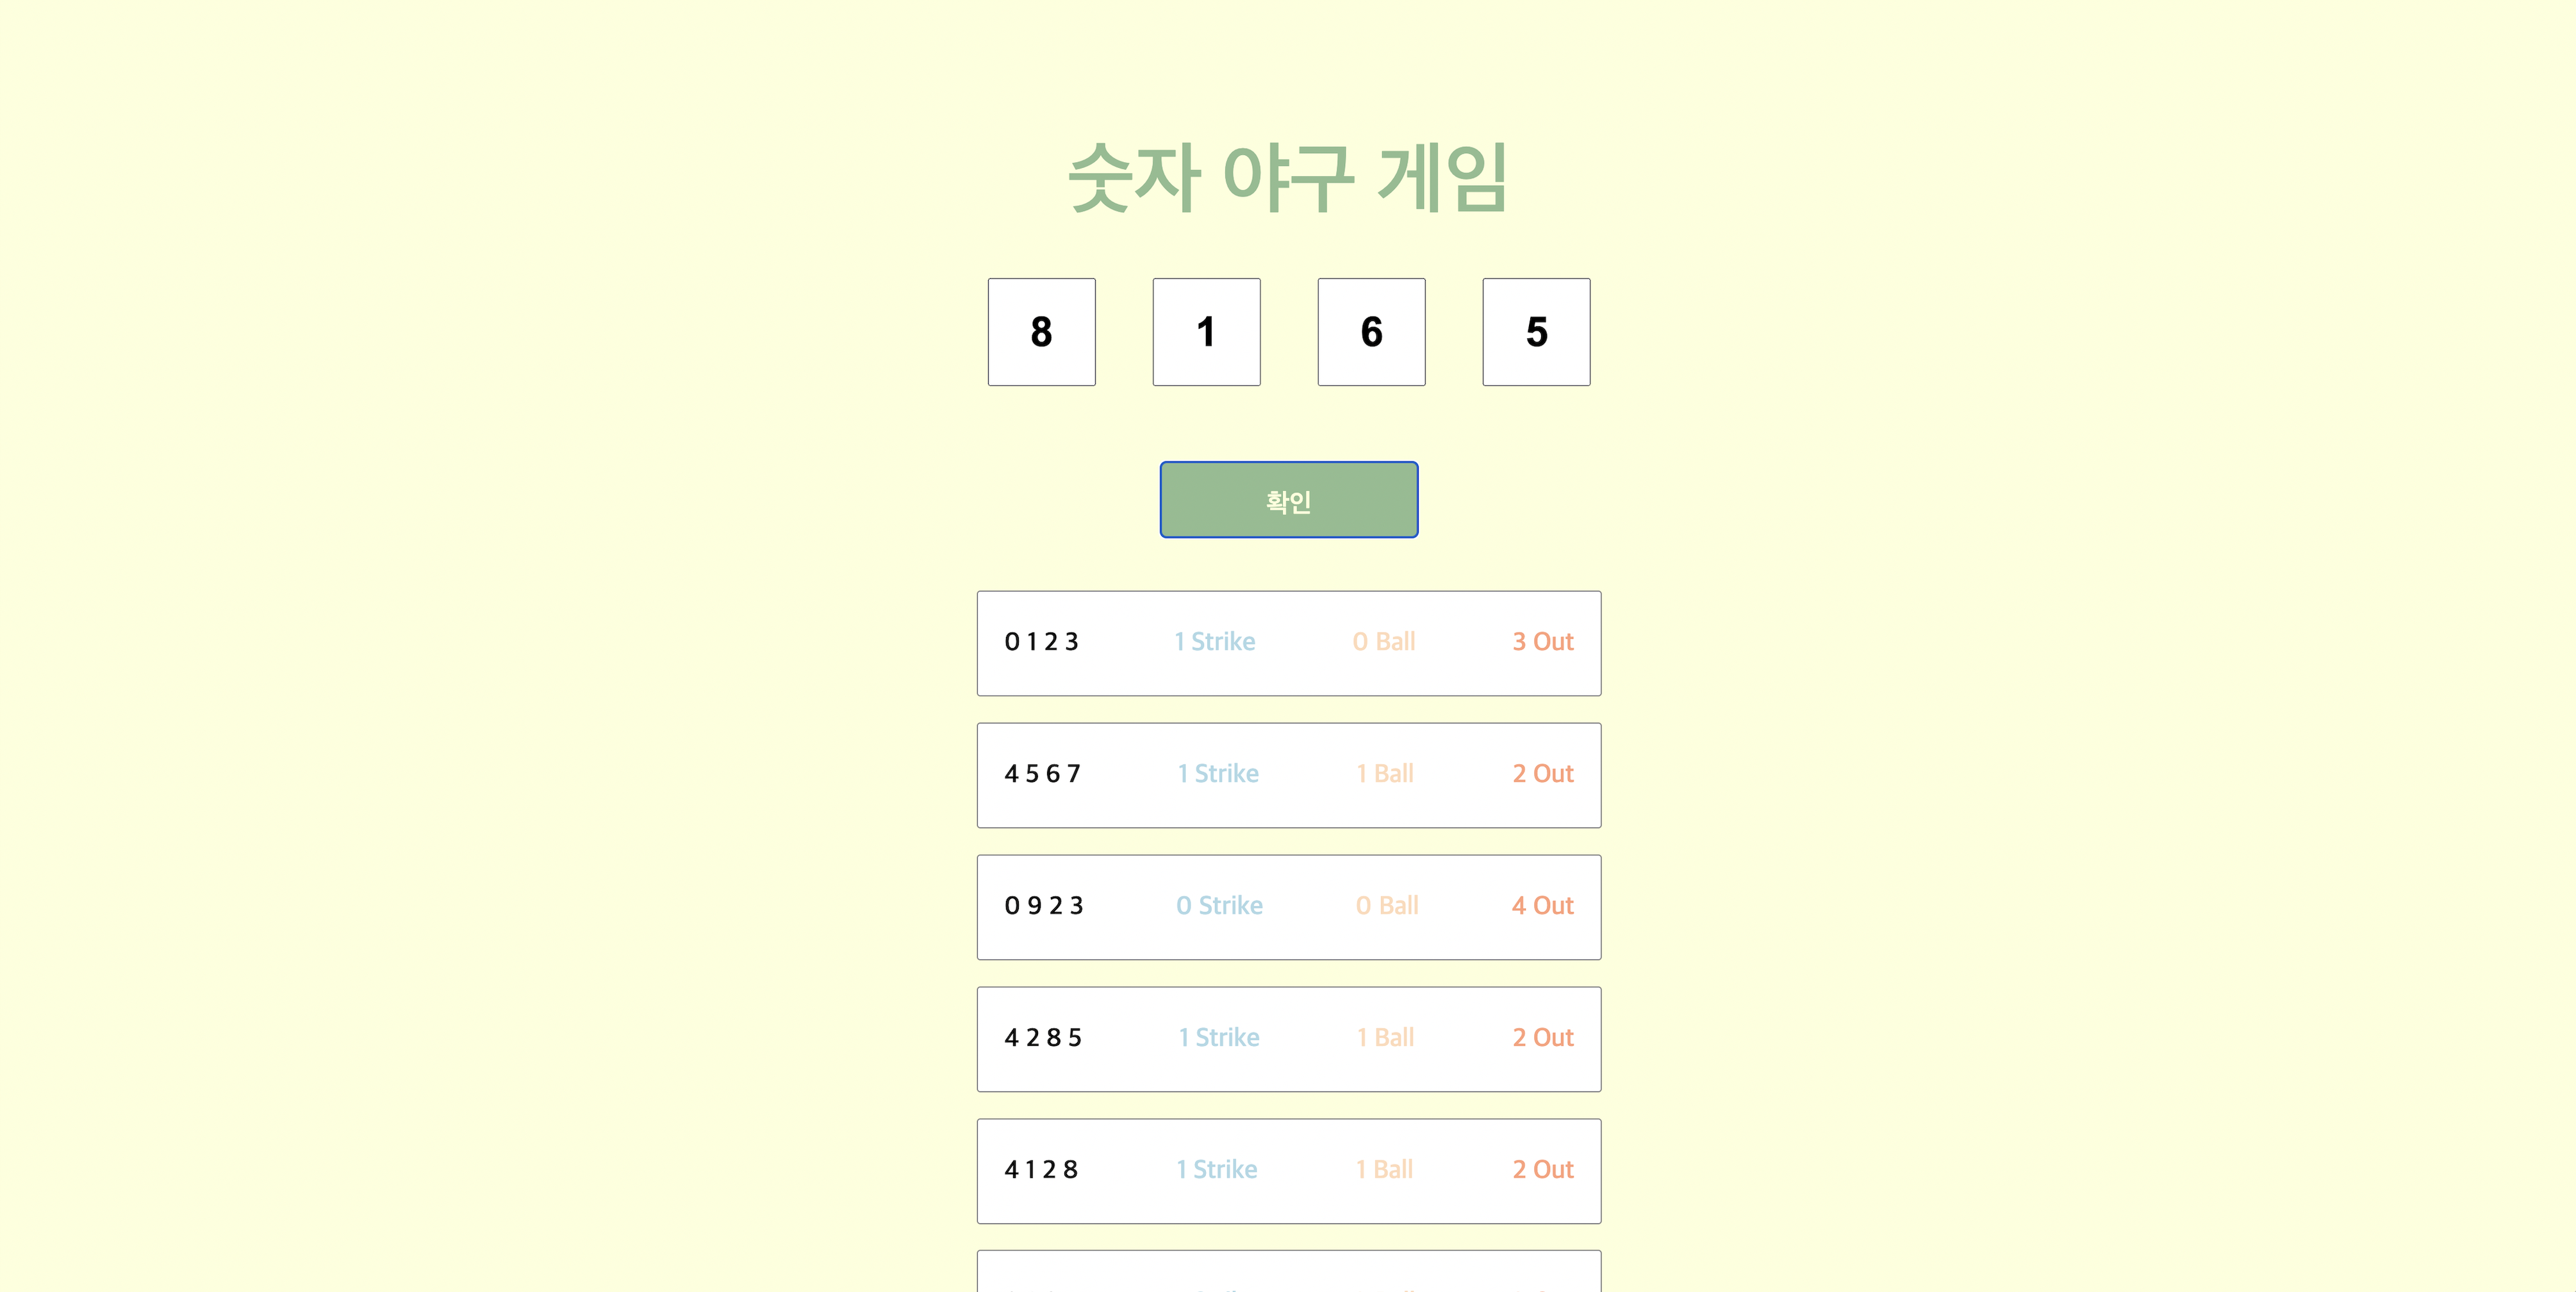 숫자 야구 게임
8 1 6 5
확인
0 1 2 3 1 Strike 0 Ball 3 Out
4 5 6 7 1 Strike 1 Ball 2 Out
0 9 2 3 0 Strike 0 Ball 4 Out
4 2 8 5 1 Strike 1 Ball 2 Out
4 1 2 8 1 Strike 1 Ball 2 Out